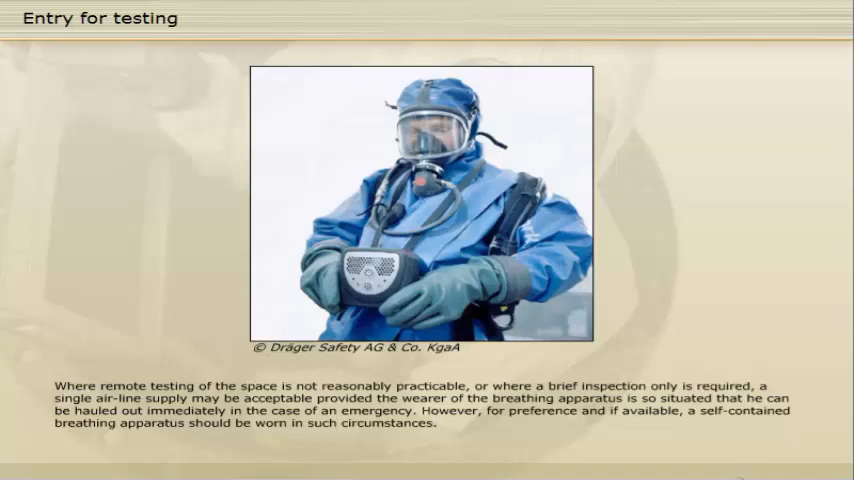 Entry for testing
© Dräger Safety AG & Co. KgaA
Where remote testing of the space is not reasonably practicable, or where a brief inspection only is required, a
single air-line supply may be acceptable provided the wearer of the breathing apparatus is so situated that he can
be hauled out immediately in the case of an emergency. However, for preference and if available, a self-contained
breathing apparatus should be worn in such circumstances.